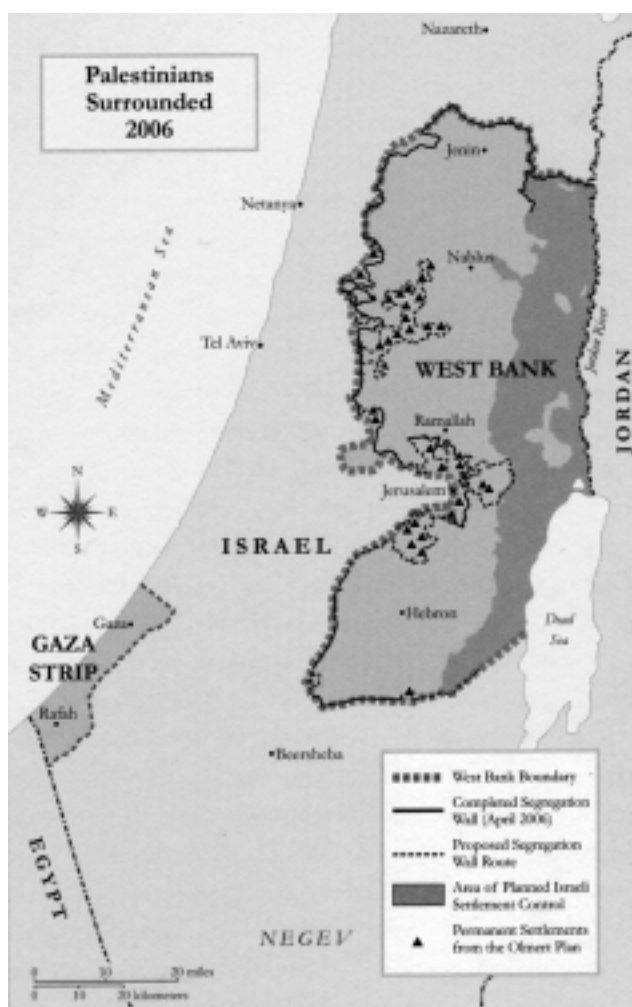 Palestinians
Surrounded
2006
Nazareth
Jenin
Netanya
Nablus
Mediterranean Sea
Tel Aviv
WEST BANK
Jordan River
JORDAN
Ramallah
N
W E
S
Jerusalem
ISRAEL
Hebron
Dead
Sea
Gaza
GAZA
STRIP
Rafah
Beersheba
EGYPT
NEGEV
West Bank Boundary
Completed Segregation
Wall (April 2006)
Proposed Segregation
Wall Route
Area of Planned Israeli
Settlement Control
Permanent Settlements
from the Olmert Plan
0 10 20 miles
0 10 20 kilometers